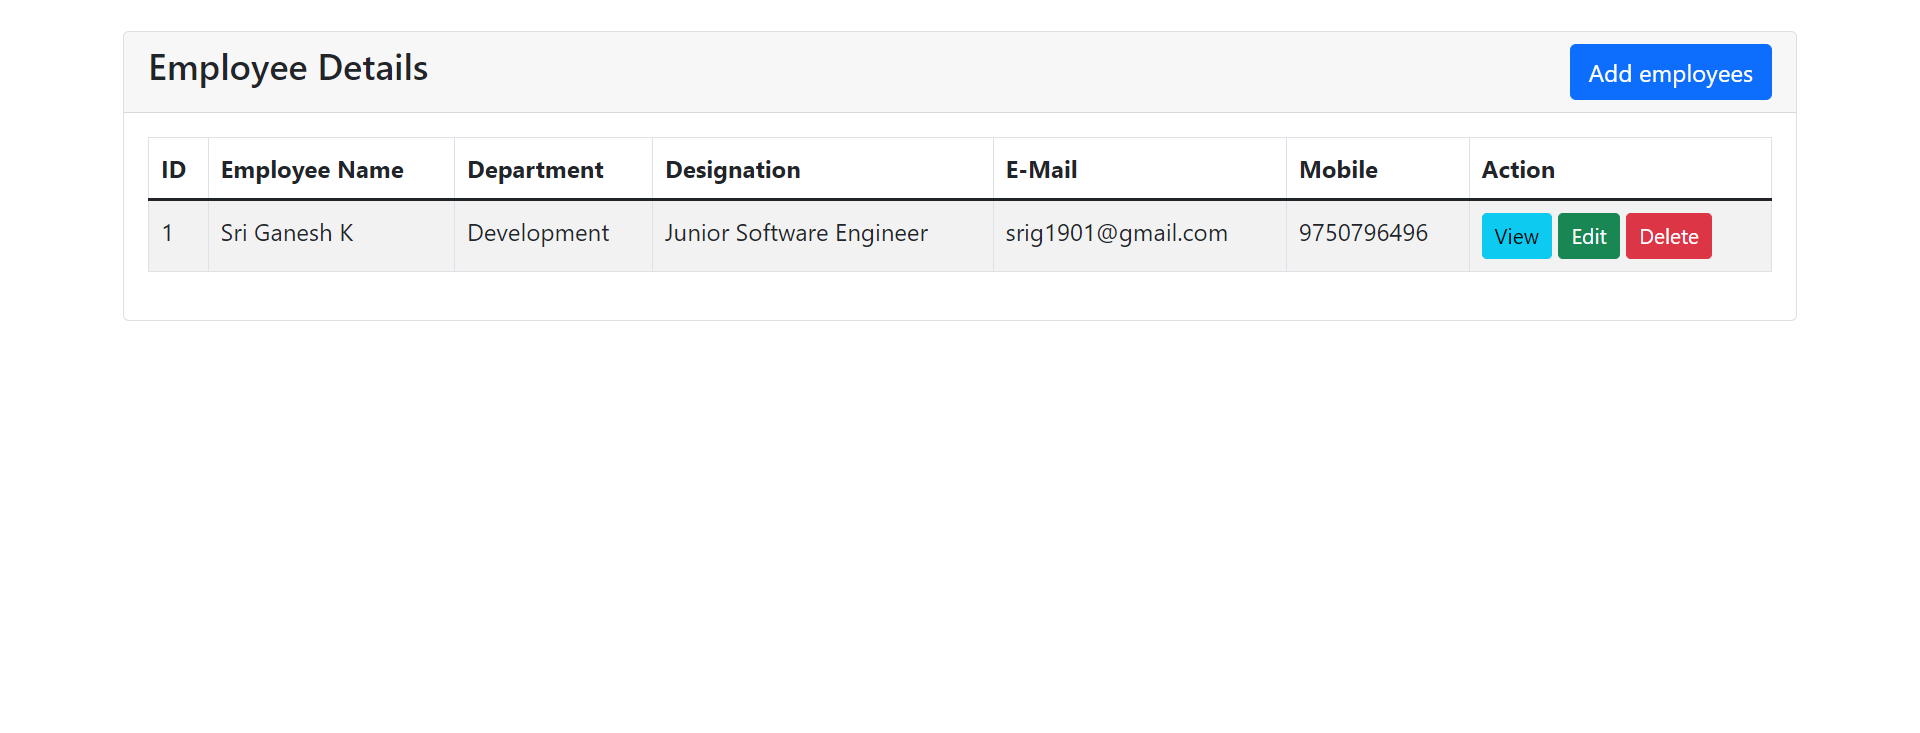 Employee Details
Add employees
ID Employee Name Department Designation E-Mail Mobile Action
1 Sri Ganesh K Development Junior Software Engineer srig1901@gmail.com 9750796496 View Edit Delete